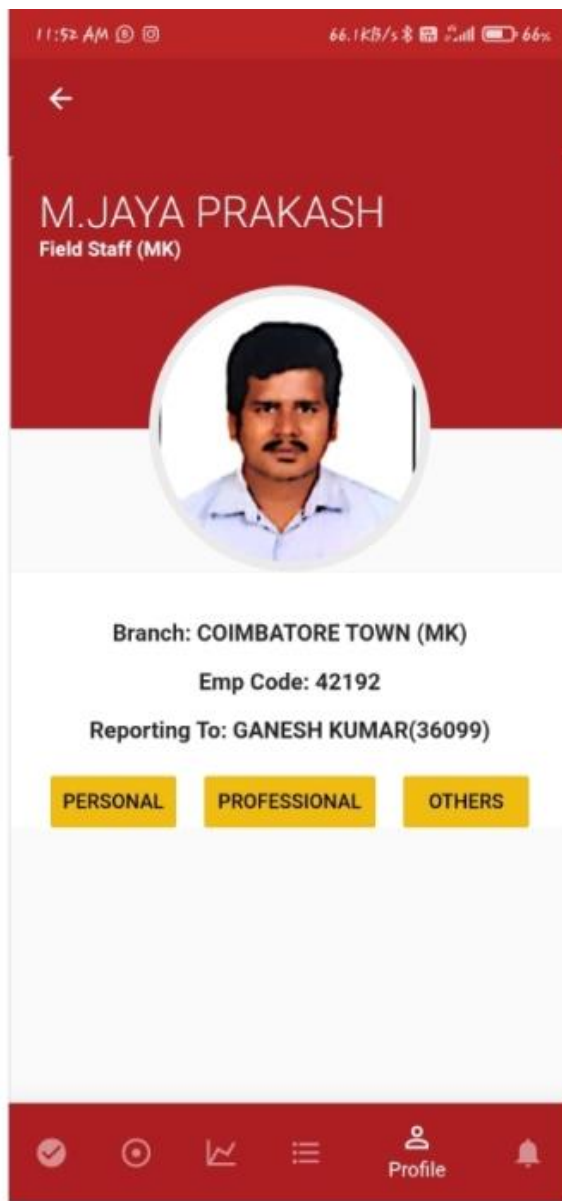 11:52 AM 66.1KB/s 66%
M.JAYA PRAKASH
Field Staff (MK)
Branch: COIMBATORE TOWN (MK)
Emp Code: 42192
Reporting To: GANESH KUMAR(36099)
PERSONAL PROFESSIONAL OTHERS
Profile